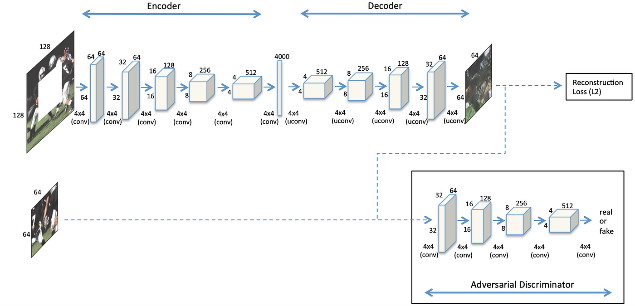 Encoder
Decoder
128
128
64 64
64
4x4
(conv)
32 64
32
4x4
(conv)
16 128
16
4x4
(conv)
8 256
8
4x4
(conv)
4 512
4
4x4
(conv)
4000
4x4
(uconv)
4 512
4
4x4
(uconv)
8 256
8
4x4
(uconv)
16 128
16
4x4
(uconv)
32 64
32
4x4
(uconv)
64
64
Reconstruction
Loss (L2)
64
64
32 64
32
4x4
(conv)
16 128
16
4x4
(conv)
8 256
8
4x4
(conv)
4 512
4
4x4
(conv)
4x4
(conv)
real
or
fake
Adversarial Discriminator